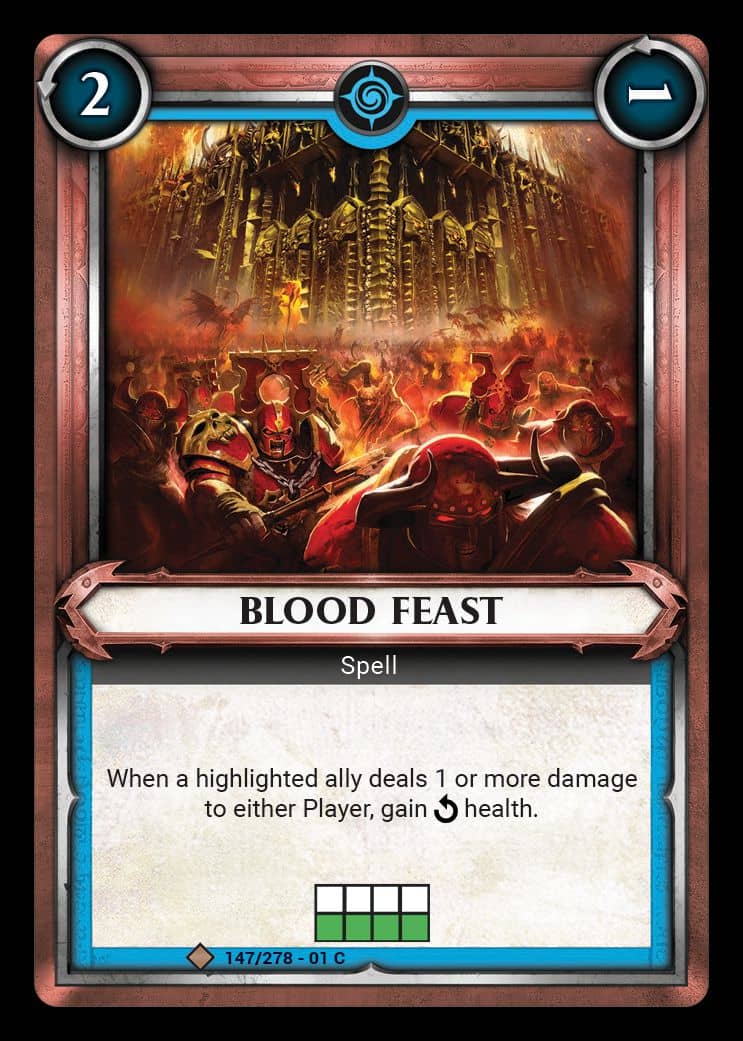 2
1
BLOOD FEAST
Spell
When a highlighted ally deals 1 or more damage
to either Player, gain health.
147/278 - 01 C